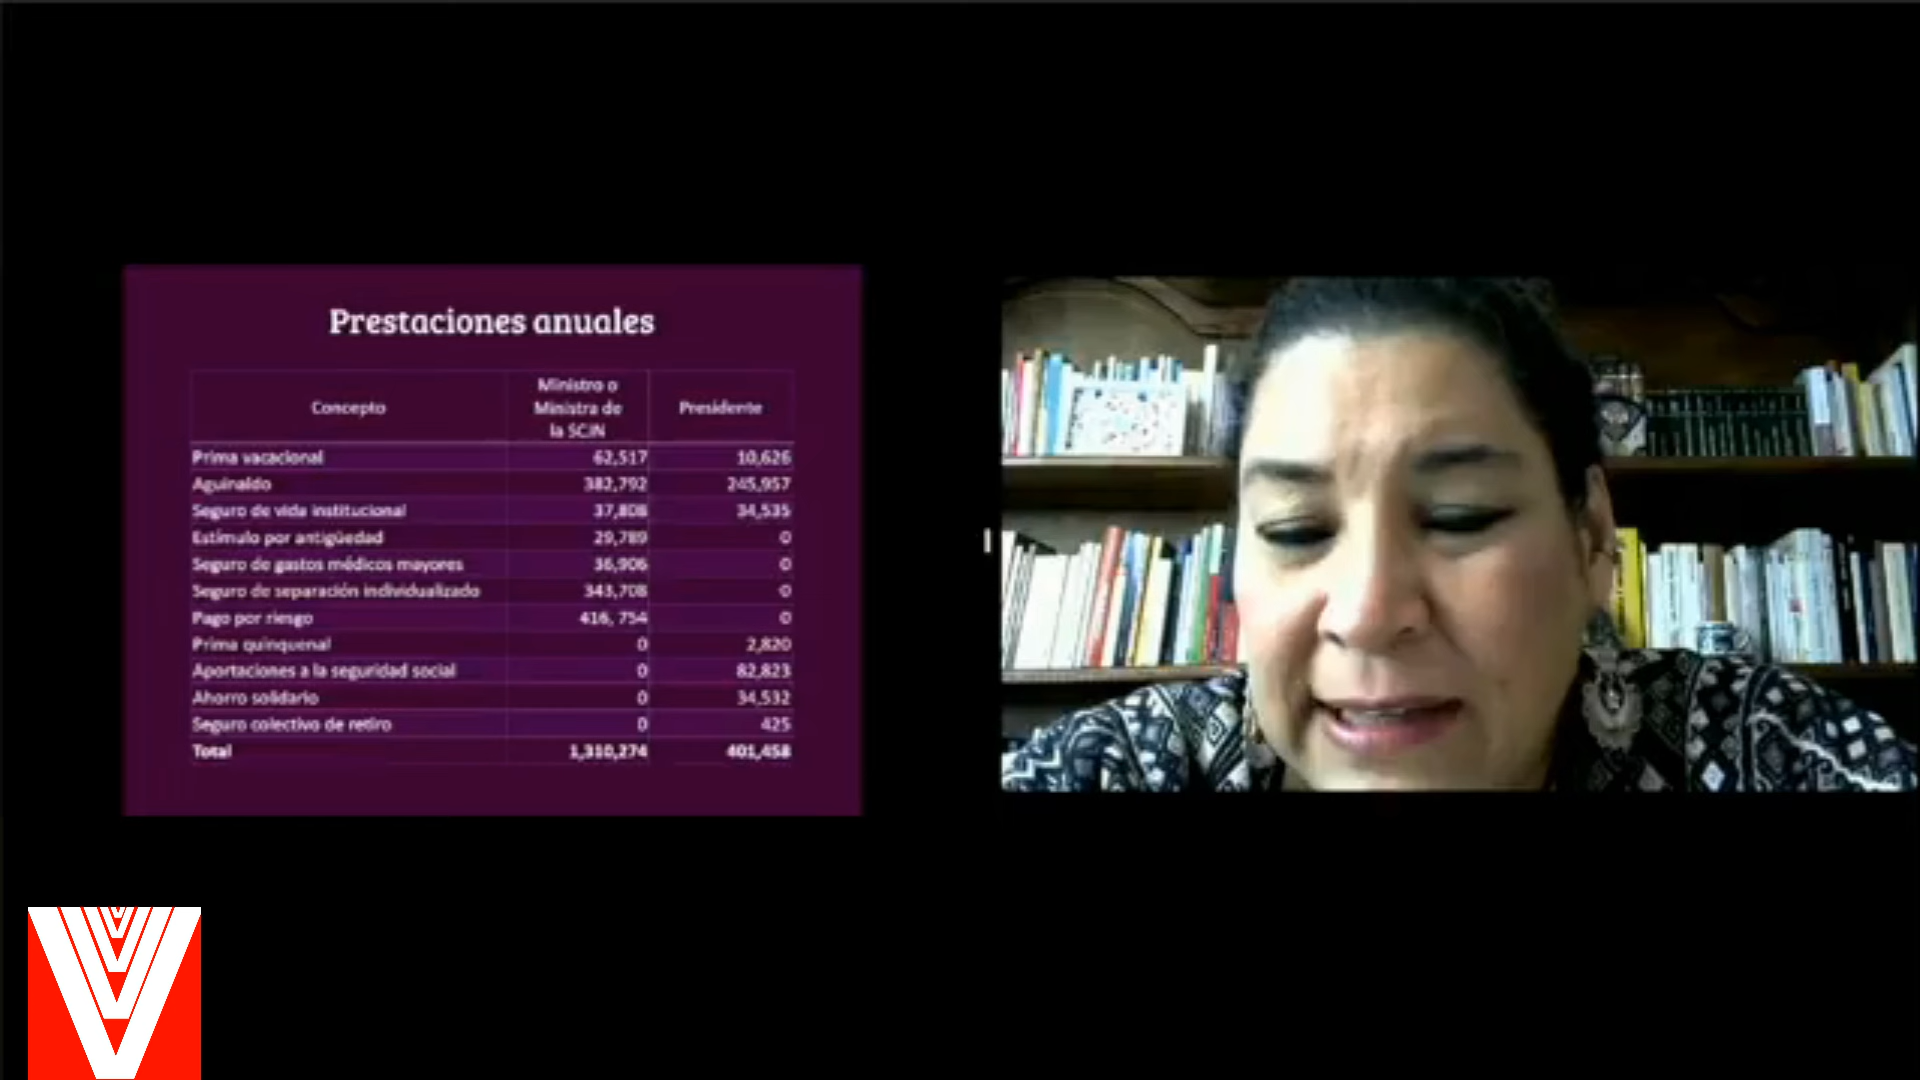 Prestaciones anuales
Concepto Ministro o Ministra de la SCJN Presidente
Prima vacacional 62,517 10,626
Aguinaldo 382,792 245,957
Seguro de vida institucional 37,808 34,535
Estímulo por antigüedad 29,789 0
Seguro de gastos médicos mayores 36,906 0
Seguro de separación individualizado 343,708 0
Pago por riesgo 416, 754 0
Prima quinquenal 0 2,820
Aportaciones a la seguridad social 0 82,823
Ahorro solidario 0 34,532
Seguro colectivo de retiro 0 425
Total 1,310,274 401,458